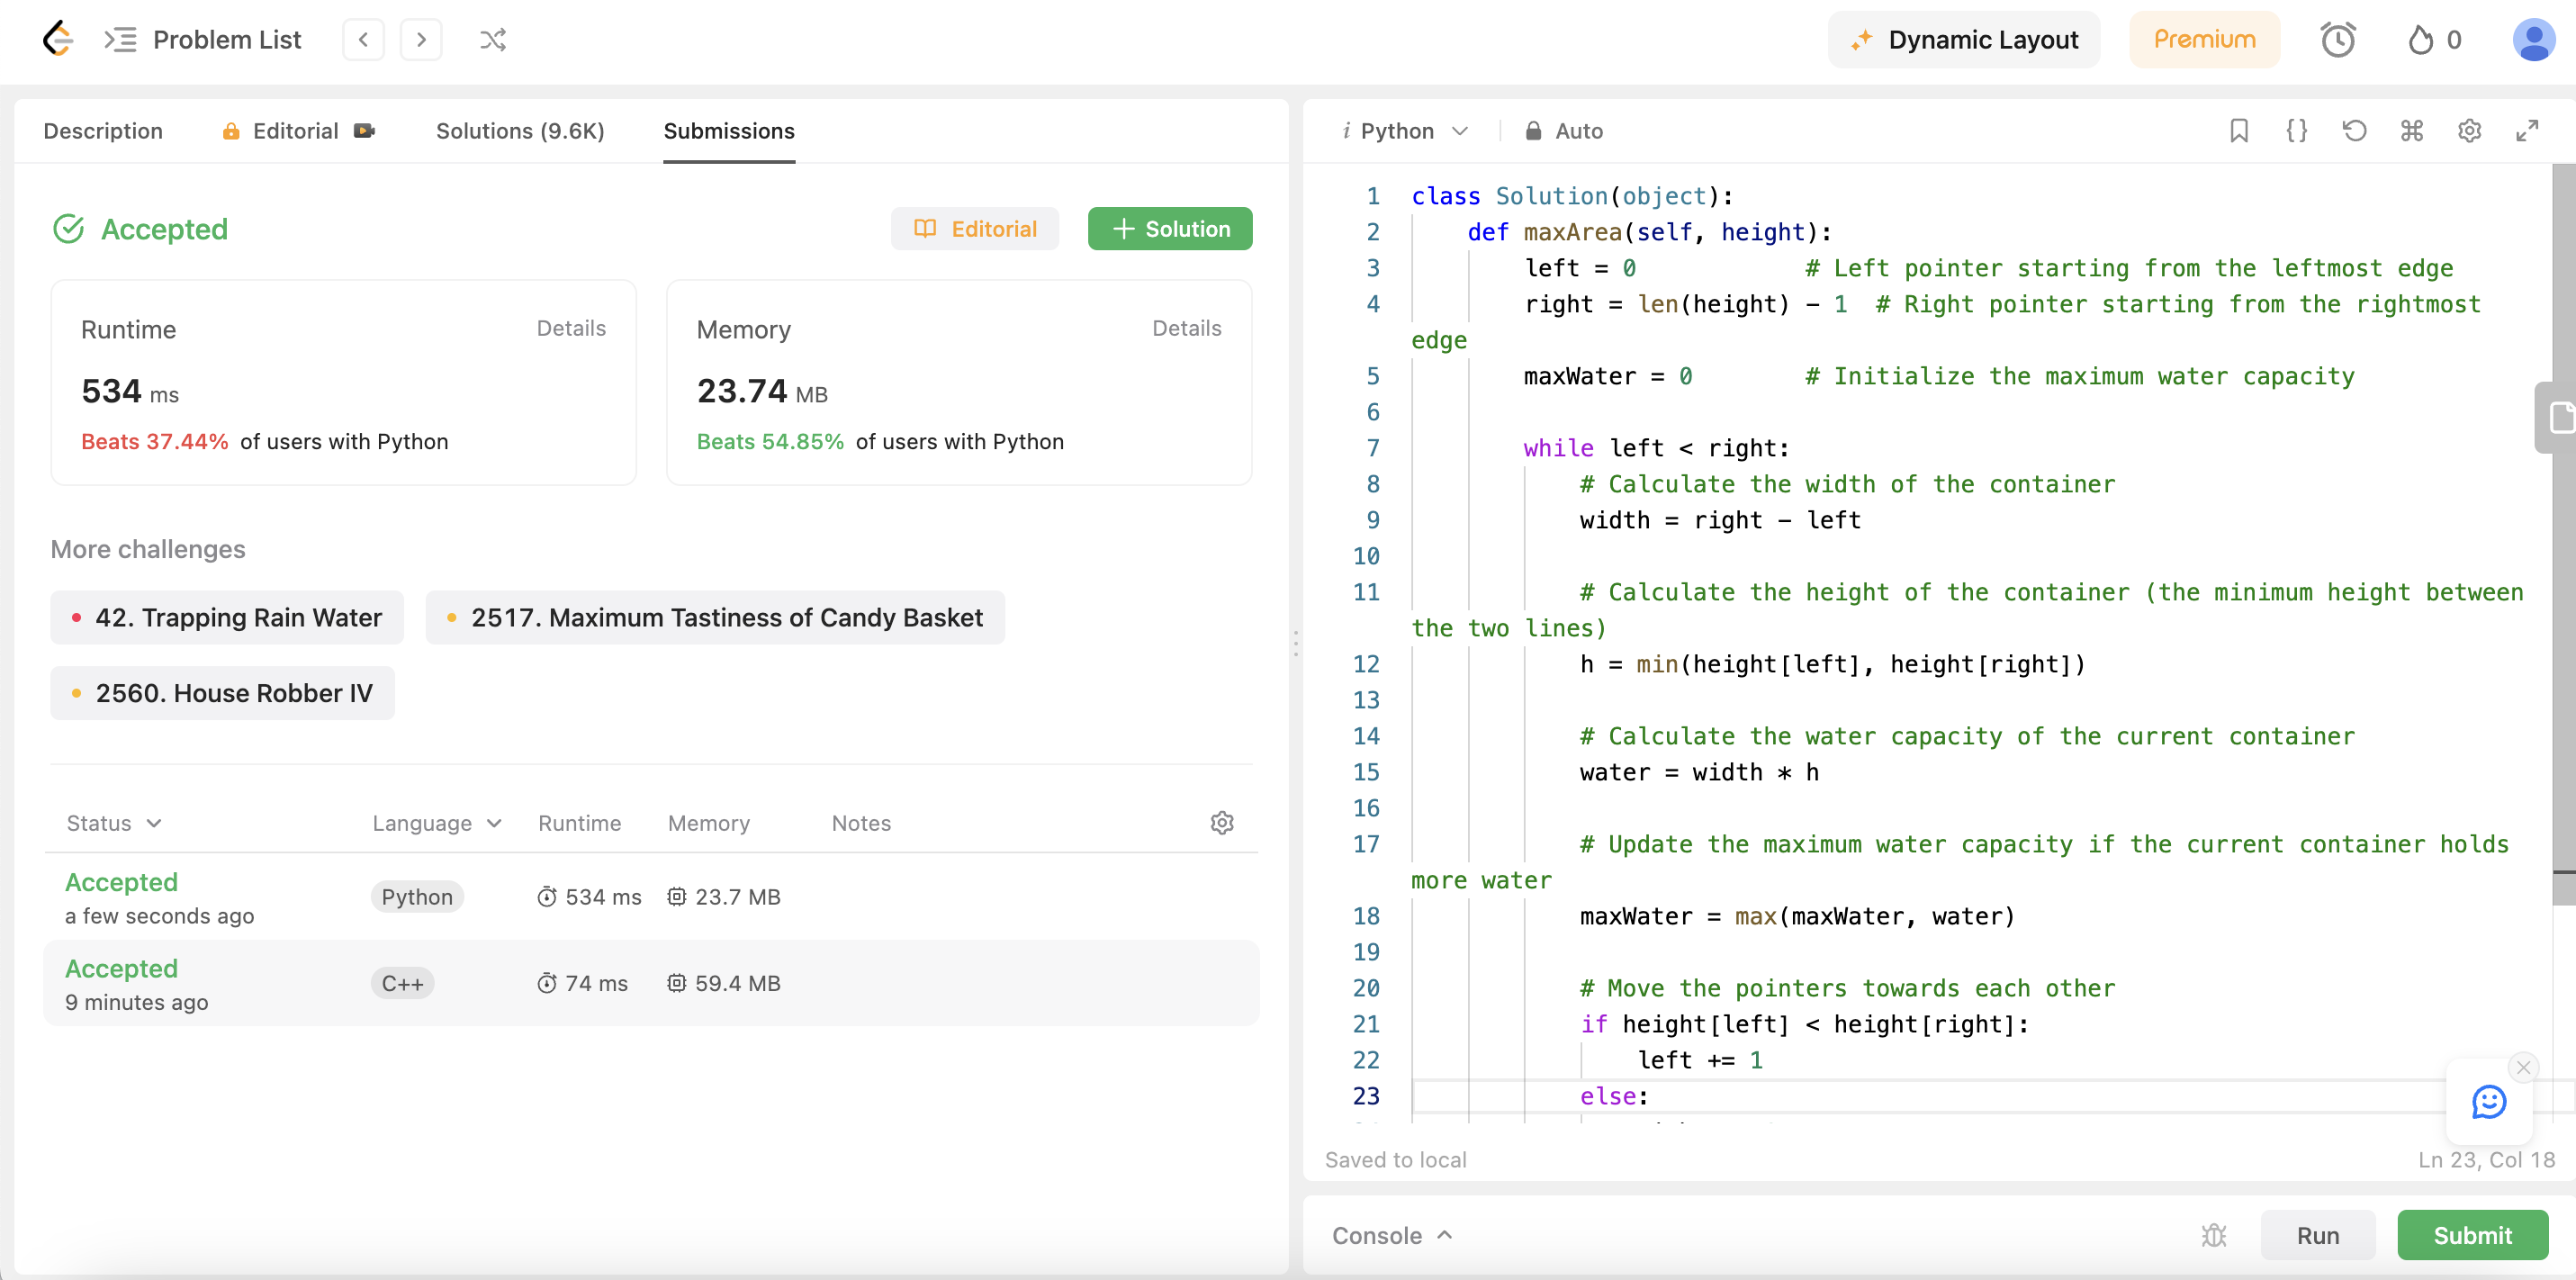 Problem List
Dynamic Layout
Premium
0
Description
Editorial
Solutions (9.6K)
Submissions
Accepted
Editorial
+ Solution
Runtime
Details
534 ms
Beats 37.44% of users with Python
Memory
Details
23.74 MB
Beats 54.85% of users with Python
More challenges
42. Trapping Rain Water
2517. Maximum Tastiness of Candy Basket
2560. House Robber IV
Status Language Runtime Memory Notes
Accepted
a few seconds ago
Python
534 ms
23.7 MB
Accepted
9 minutes ago
C++
74 ms
59.4 MB
i Python
Auto
1 class Solution(object):
2 def maxArea(self, height):
3 left = 0 # Left pointer starting from the leftmost edge
4 right = len(height) - 1 # Right pointer starting from the rightmost
edge
5 maxWater = 0 # Initialize the maximum water capacity
6
7 while left < right:
8 # Calculate the width of the container
9 width = right - left
10
11 # Calculate the height of the container (the minimum height between
the two lines)
12 h = min(height[left], height[right])
13
14 # Calculate the water capacity of the current container
15 water = width * h
16
17 # Update the maximum water capacity if the current container holds
more water
18 maxWater = max(maxWater, water)
19
20 # Move the pointers towards each other
21 if height[left] < height[right]:
22 left += 1
23 else:
Saved to local
Ln 23, Col 18
Console
Run
Submit